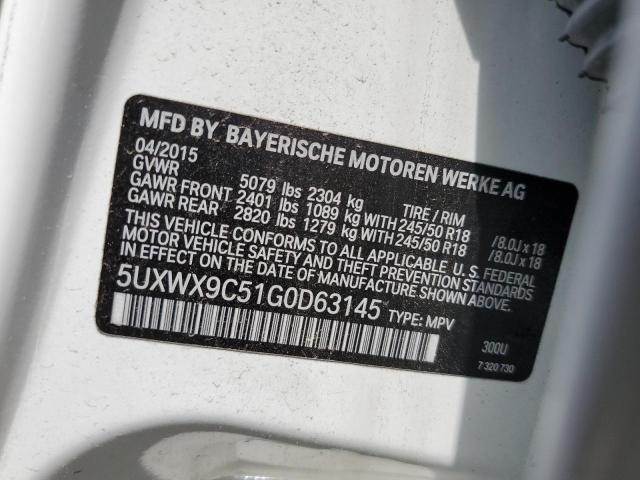 MFD BY BAYERISCHE MOTOREN WERKE AG
04/2015
GVWR 5079 lbs 2304 kg TIRE / RIM
GAWR FRONT 2401 lbs 1089 kg WITH 245/50 R18 / 8.0J x 18
GAWR REAR 2820 lbs 1279 kg WITH 245/50 R18 / 8.0J x 18
THIS VEHICLE CONFORMS TO ALL APPLICABLE U.S. FEDERAL
MOTOR VEHICLE SAFETY AND THEFT PREVENTION STANDARDS
IN EFFECT ON THE DATE OF MANUFACTURE SHOWN ABOVE.
5UXWX9C51G0D63145 TYPE: MPV
300U
7 320 730